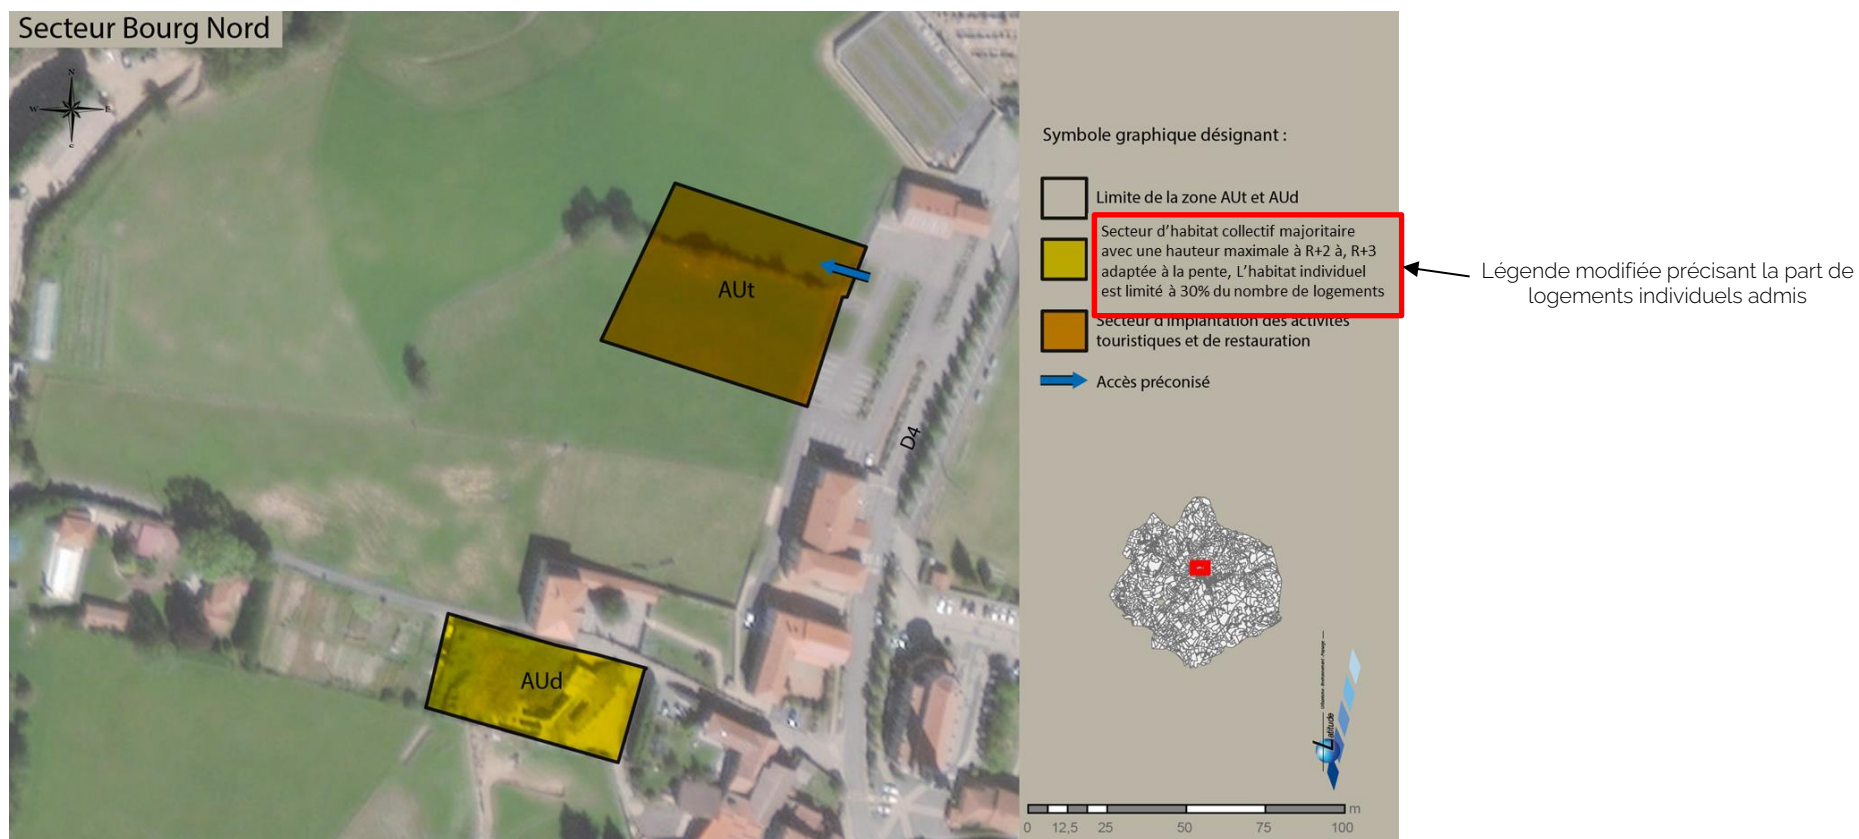 Secteur Bourg Nord
N
W
E
Symbole graphique désignant :
Limite de la zone AUt et AUd
Secteur d'habitat collectif majoritaire
avec une hauteur maximale à R+2 à, R+3
adaptée à la pente, L'habitat individuel
est limité à 30% du nombre de logements
Secteur d'implantation des activités
touristiques et de restauration
Accès préconisé
Légende modifiée précisant la part de
logements individuels admis
AUt
D4
AUd
Latitude
0 12,5 25 50 75 100 m